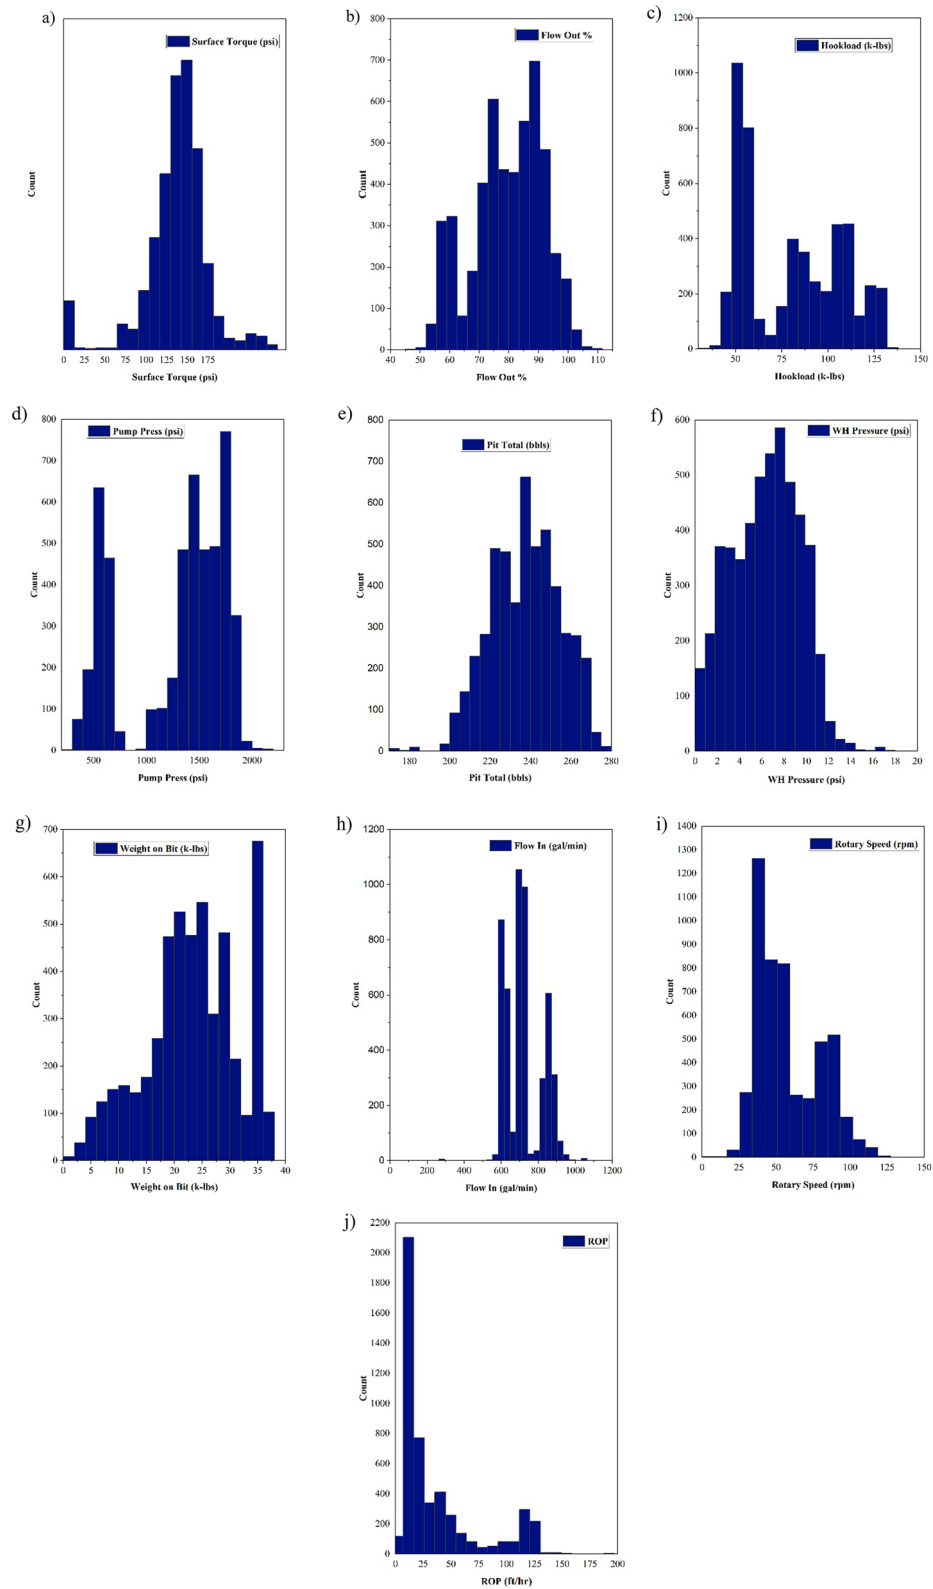 a)
Surface Torque (psi)
Count
0 25 50 75 100 125 150 175
Surface Torque (psi)
b)
Flow Out %
800
700
600
500
400
300
200
100
0
Count
40 50 60 70 80 90 100 110
Flow Out %
c)
Hookload (k-lbs)
1200
1000
800
600
400
200
0
Count
50 75 100 125 150
Hookload (k-lbs)
d)
Pump Press (psi)
800
700
600
500
400
300
200
100
0
Count
500 1000 1500 2000
Pump Press (psi)
e)
Pit Total (bbls)
800
700
600
500
400
300
200
100
0
Count
180 200 220 240 260 280
Pit Total (bbls)
f)
WH Pressure (psi)
600
500
400
300
200
100
0
Count
0 2 4 6 8 10 12 14 16 18 20
WH Pressure (psi)
g)
Weight on Bit (k-lbs)
700
600
500
400
300
200
100
0
Count
5 10 15 20 25 30 35 40
Weight on Bit (k-lbs)
h)
Flow In (gal/min)
1200
1000
800
600
400
200
0
Count
0 200 400 600 800 1000 1200
Flow In (gal/min)
i)
Rotary Speed (rpm)
1400
1300
1200
1100
1000
900
800
700
600
500
400
300
200
100
0
Count
0 25 50 75 100 125 150
Rotary Speed (rpm)
j)
ROP
2200
2000
1800
1600
1400
1200
1000
800
600
400
200
0
Count
0 25 50 75 100 125 150 175 200
ROP (ft/hr)